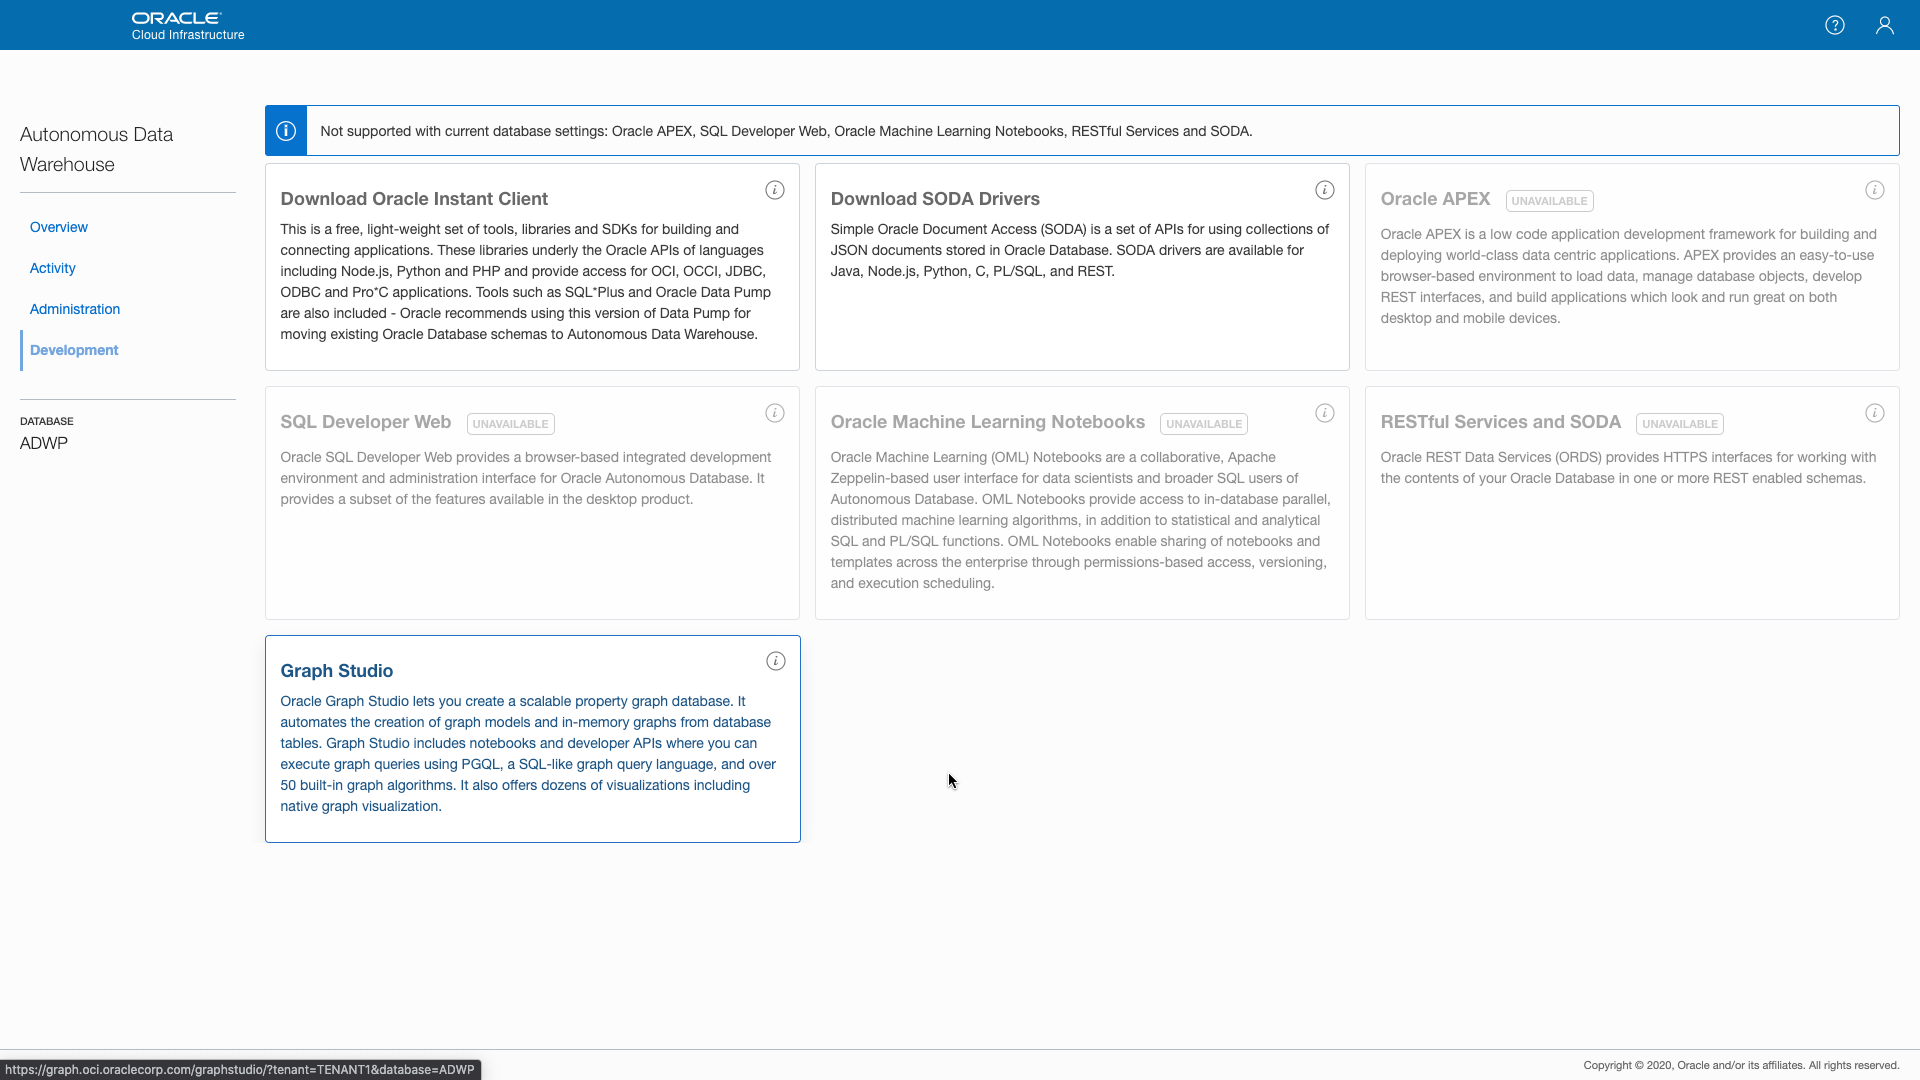 ORACLE
Cloud Infrastructure
Autonomous Data
Warehouse
Overview
Activity
Administration
Development
DATABASE
ADWP
Not supported with current database settings: Oracle APEX, SQL Developer Web, Oracle Machine Learning Notebooks, RESTful Services and SODA.
Download Oracle Instant Client
This is a free, light-weight set of tools, libraries and SDKs for building and
connecting applications. These libraries underly the Oracle APIs of languages
including Node.js, Python and PHP and provide access for OCI, OCCI, JDBC,
ODBC and Pro*C applications. Tools such as SQL*Plus and Oracle Data Pump
are also included - Oracle recommends using this version of Data Pump for
moving existing Oracle Database schemas to Autonomous Data Warehouse.
Download SODA Drivers
Simple Oracle Document Access (SODA) is a set of APIs for using collections of
JSON documents stored in Oracle Database. SODA drivers are available for
Java, Node.js, Python, C, PL/SQL, and REST.
Oracle APEX UNAVAILABLE
Oracle APEX is a low code application development framework for building and
deploying world-class data centric applications. APEX provides an easy-to-use
browser-based environment to load data, manage database objects, develop
REST interfaces, and build applications which look and run great on both
desktop and mobile devices.
SQL Developer Web UNAVAILABLE
Oracle SQL Developer Web provides a browser-based integrated development
environment and administration interface for Oracle Autonomous Database. It
provides a subset of the features available in the desktop product.
Oracle Machine Learning Notebooks UNAVAILABLE
Oracle Machine Learning (OML) Notebooks are a collaborative, Apache
Zeppelin-based user interface for data scientists and broader SQL users of
Autonomous Database. OML Notebooks provide access to in-database parallel,
distributed machine learning algorithms, in addition to statistical and analytical
SQL and PL/SQL functions. OML Notebooks enable sharing of notebooks and
templates across the enterprise through permissions-based access, versioning,
and execution scheduling.
RESTful Services and SODA UNAVAILABLE
Oracle REST Data Services (ORDS) provides HTTPS interfaces for working with
the contents of your Oracle Database in one or more REST enabled schemas.
Graph Studio
Oracle Graph Studio lets you create a scalable property graph database. It
automates the creation of graph models and in-memory graphs from database
tables. Graph Studio includes notebooks and developer APIs where you can
execute graph queries using PGQL, a SQL-like graph query language, and over
50 built-in graph algorithms. It also offers dozens of visualizations including
native graph visualization.
https://graph.oci.oraclecorp.com/graphstudio/?tenant=TENANT1&database=ADWP
Copyright © 2020, Oracle and/or its affiliates. All rights reserved.